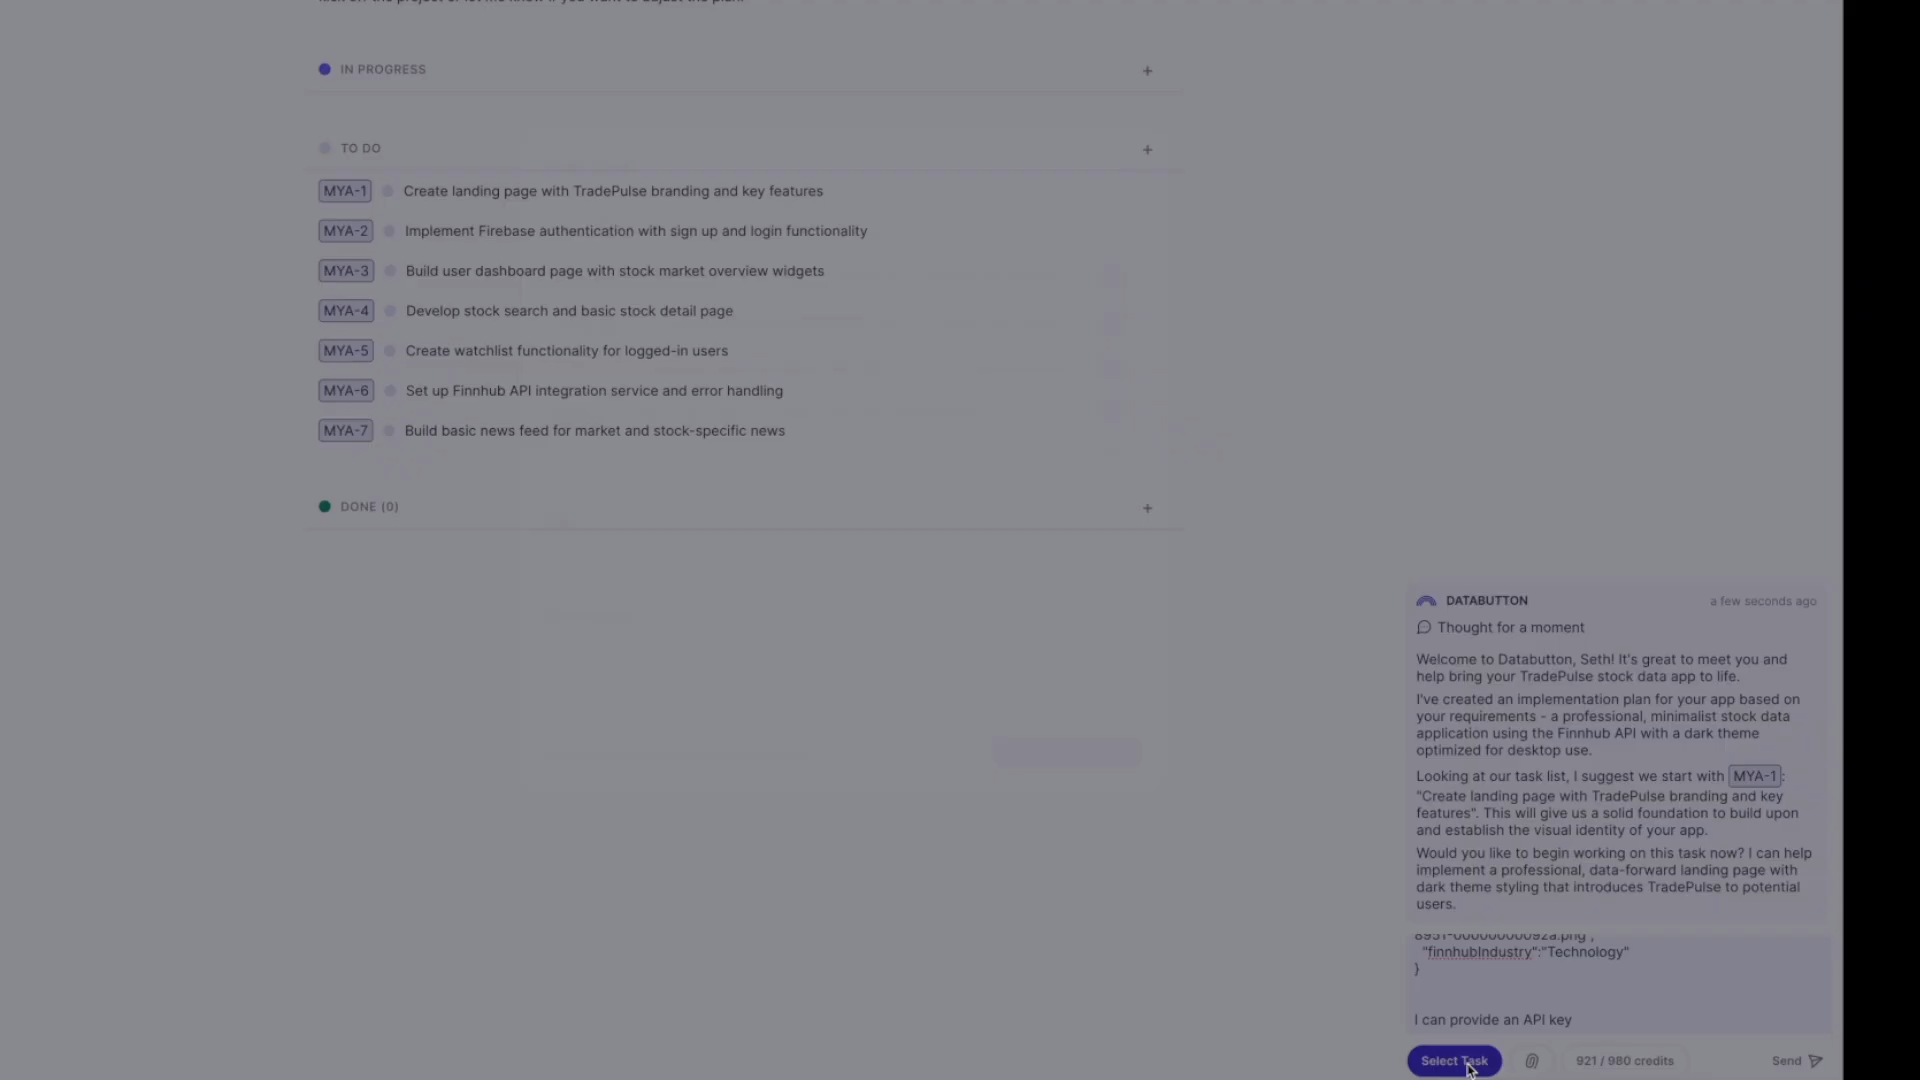 IN PROGRESS
+
TO DO
+
MYA-1 Create landing page with TradePulse branding and key features
MYA-2 Implement Firebase authentication with sign up and login functionality
MYA-3 Build user dashboard page with stock market overview widgets
MYA-4 Develop stock search and basic stock detail page
MYA-5 Create watchlist functionality for logged-in users
MYA-6 Set up Finnhub API integration service and error handling
MYA-7 Build basic news feed for market and stock-specific news
DONE (0)
+
DATABUTTON a few seconds ago
Thought for a moment
Welcome to Databutton, Seth! It's great to meet you and
help bring your TradePulse stock data app to life.
I've created an implementation plan for your app based on
your requirements - a professional, minimalist stock data
application using the Finnhub API with a dark theme
optimized for desktop use.
Looking at our task list, I suggest we start with MYA-1:
"Create landing page with TradePulse branding and key
features". This will give us a solid foundation to build upon
and establish the visual identity of your app.
Would you like to begin working on this task now? I can help
implement a professional, data-forward landing page with
dark theme styling that introduces TradePulse to potential
users.
"finnhubIndustry":"Technology"
}
I can provide an API key
Select Task 921 / 980 credits Send